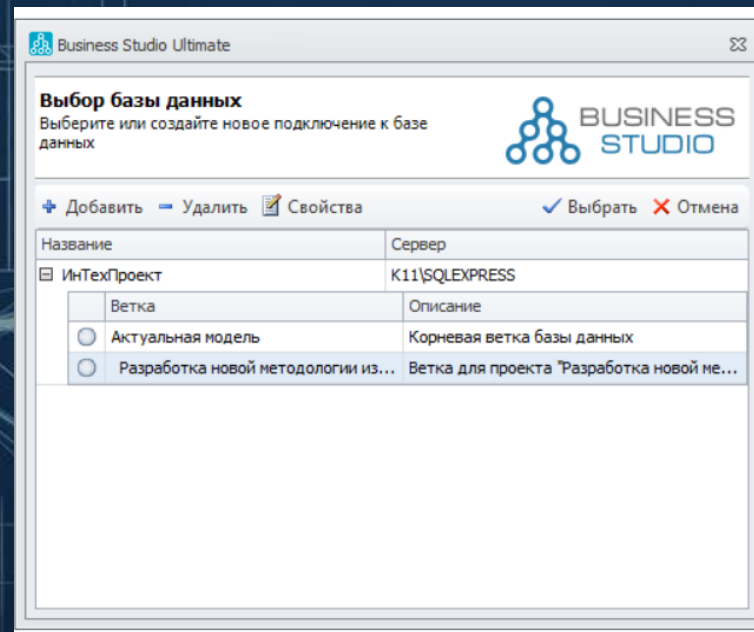 Business Studio Ultimate
Выбор базы данных
Выберите или создайте новое подключение к базе
данных
BUSINESS
STUDIO
Добавить Удалить Свойства Выбрать Отмена
Название Сервер
ИнТехПроект K11\SQLEXPRESS
Ветка Описание
Актуальная модель Корневая ветка базы данных
Разработка новой методологии из... Ветка для проекта "Разработка новой ме...